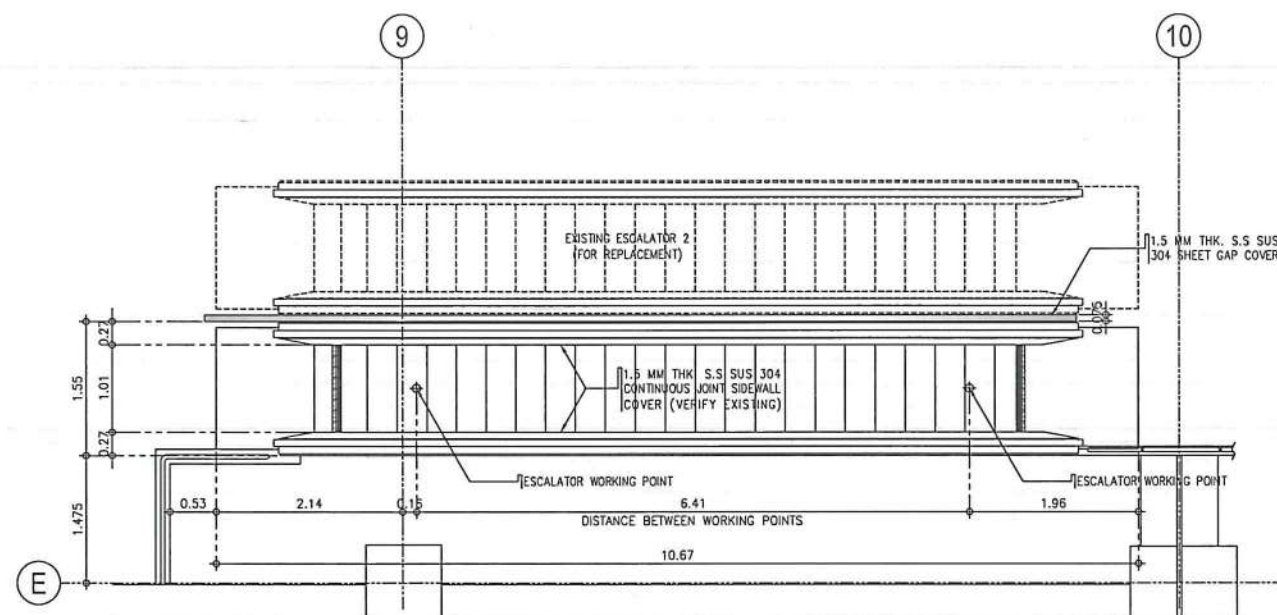 9
10
EXISTING ESCALATOR 2
(FOR REPLACEMENT)
1.5 MM THK. S.S SUS
304 SHEET GAP COVER
0.075
0.27
1.55
1.01
0.27
1.5 MM THK. S.S SUS 304
CONTINUOUS JOINT SIDEWALL
COVER (VERIFY EXISTING)
ESCALATOR WORKING POINT
ESCALATOR WORKING POINT
1.475
0.53
2.14
0.15
6.41
1.96
DISTANCE BETWEEN WORKING POINTS
10.67
E